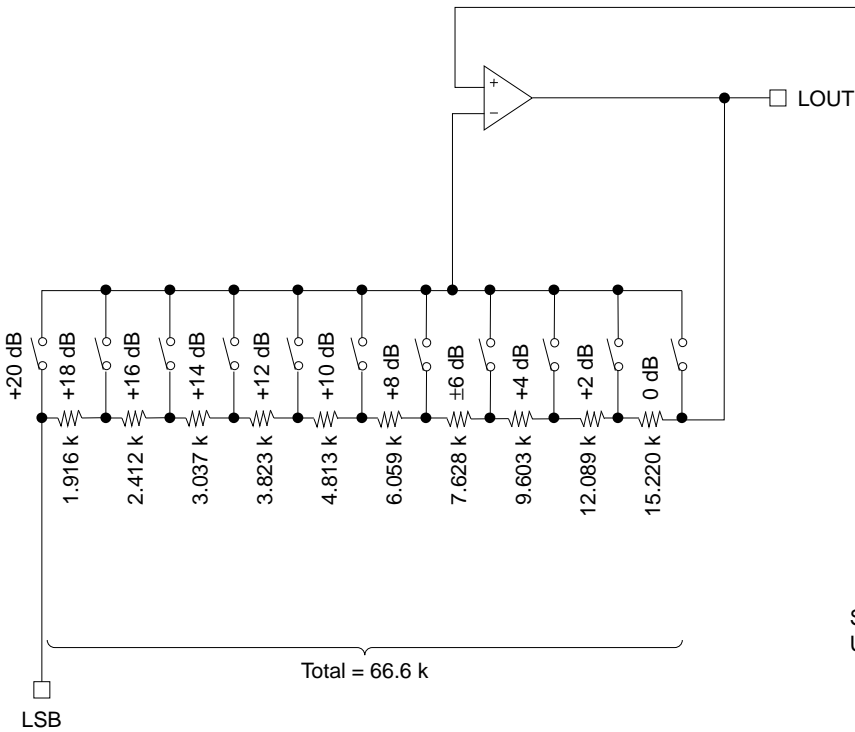 +
−
LOUT
+20 dB
+18 dB
+16 dB
+14 dB
+12 dB
+10 dB
+8 dB
±6 dB
+4 dB
+2 dB
0 dB
1.916 k
2.412 k
3.037 k
3.823 k
4.813 k
6.059 k
7.628 k
9.603 k
12.089 k
15.220 k
S
U
Total = 66.6 k
LSB